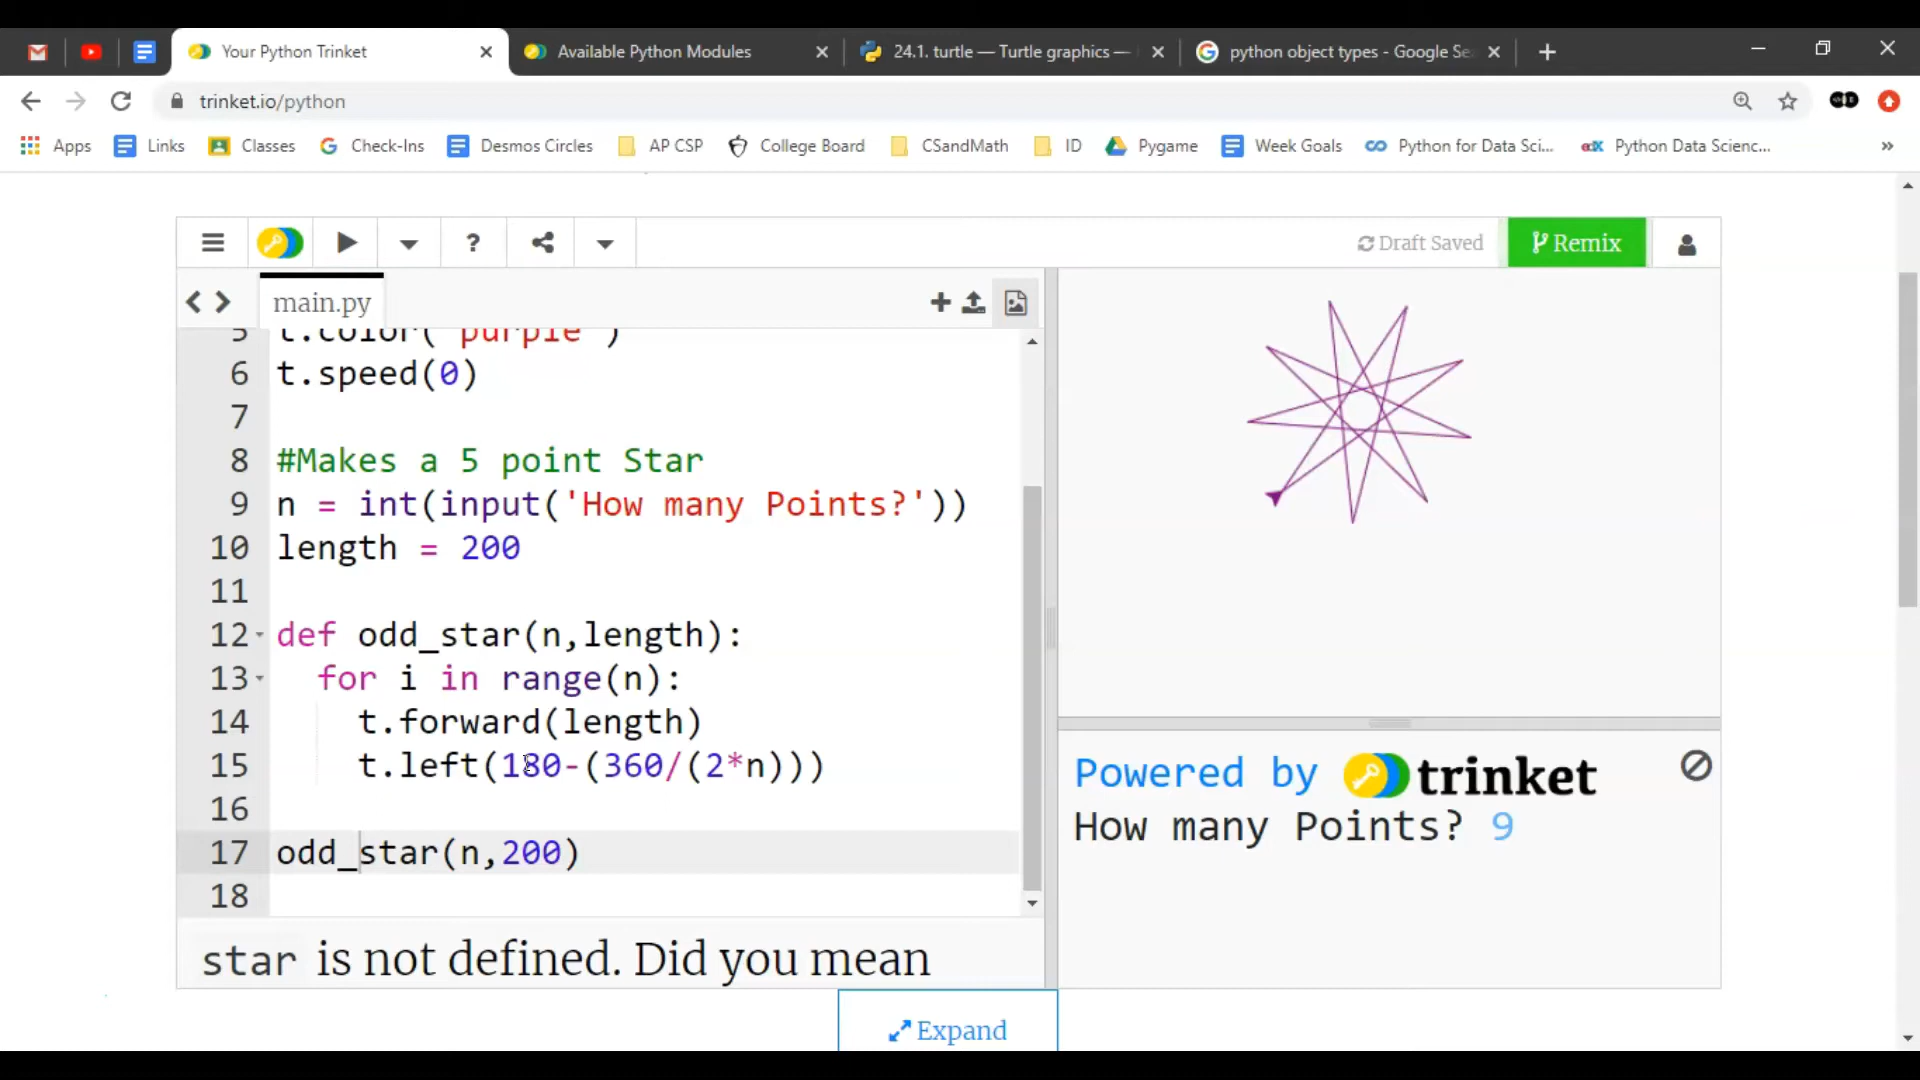 Your Python Trinket
Available Python Modules
24.1. turtle — Turtle graphics —
python object types - Google Sea
trinket.io/python
Apps
Links
Classes
Check-Ins
Desmos Circles
AP CSP
College Board
CSandMath
ID
Pygame
Week Goals
Python for Data Sci...
edX Python Data Scienc...
Draft Saved
Remix
main.py
5 t.color("purple")
6 t.speed(0)
7
8 #Makes a 5 point Star
9 n = int(input('How many Points?'))
10 length = 200
11
12 def odd_star(n,length):
13 for i in range(n):
14 t.forward(length)
15 t.left(180-(360/(2*n)))
16
17 odd_star(n,200)
18
star is not defined. Did you mean
Expand
Powered by trinket
How many Points? 9